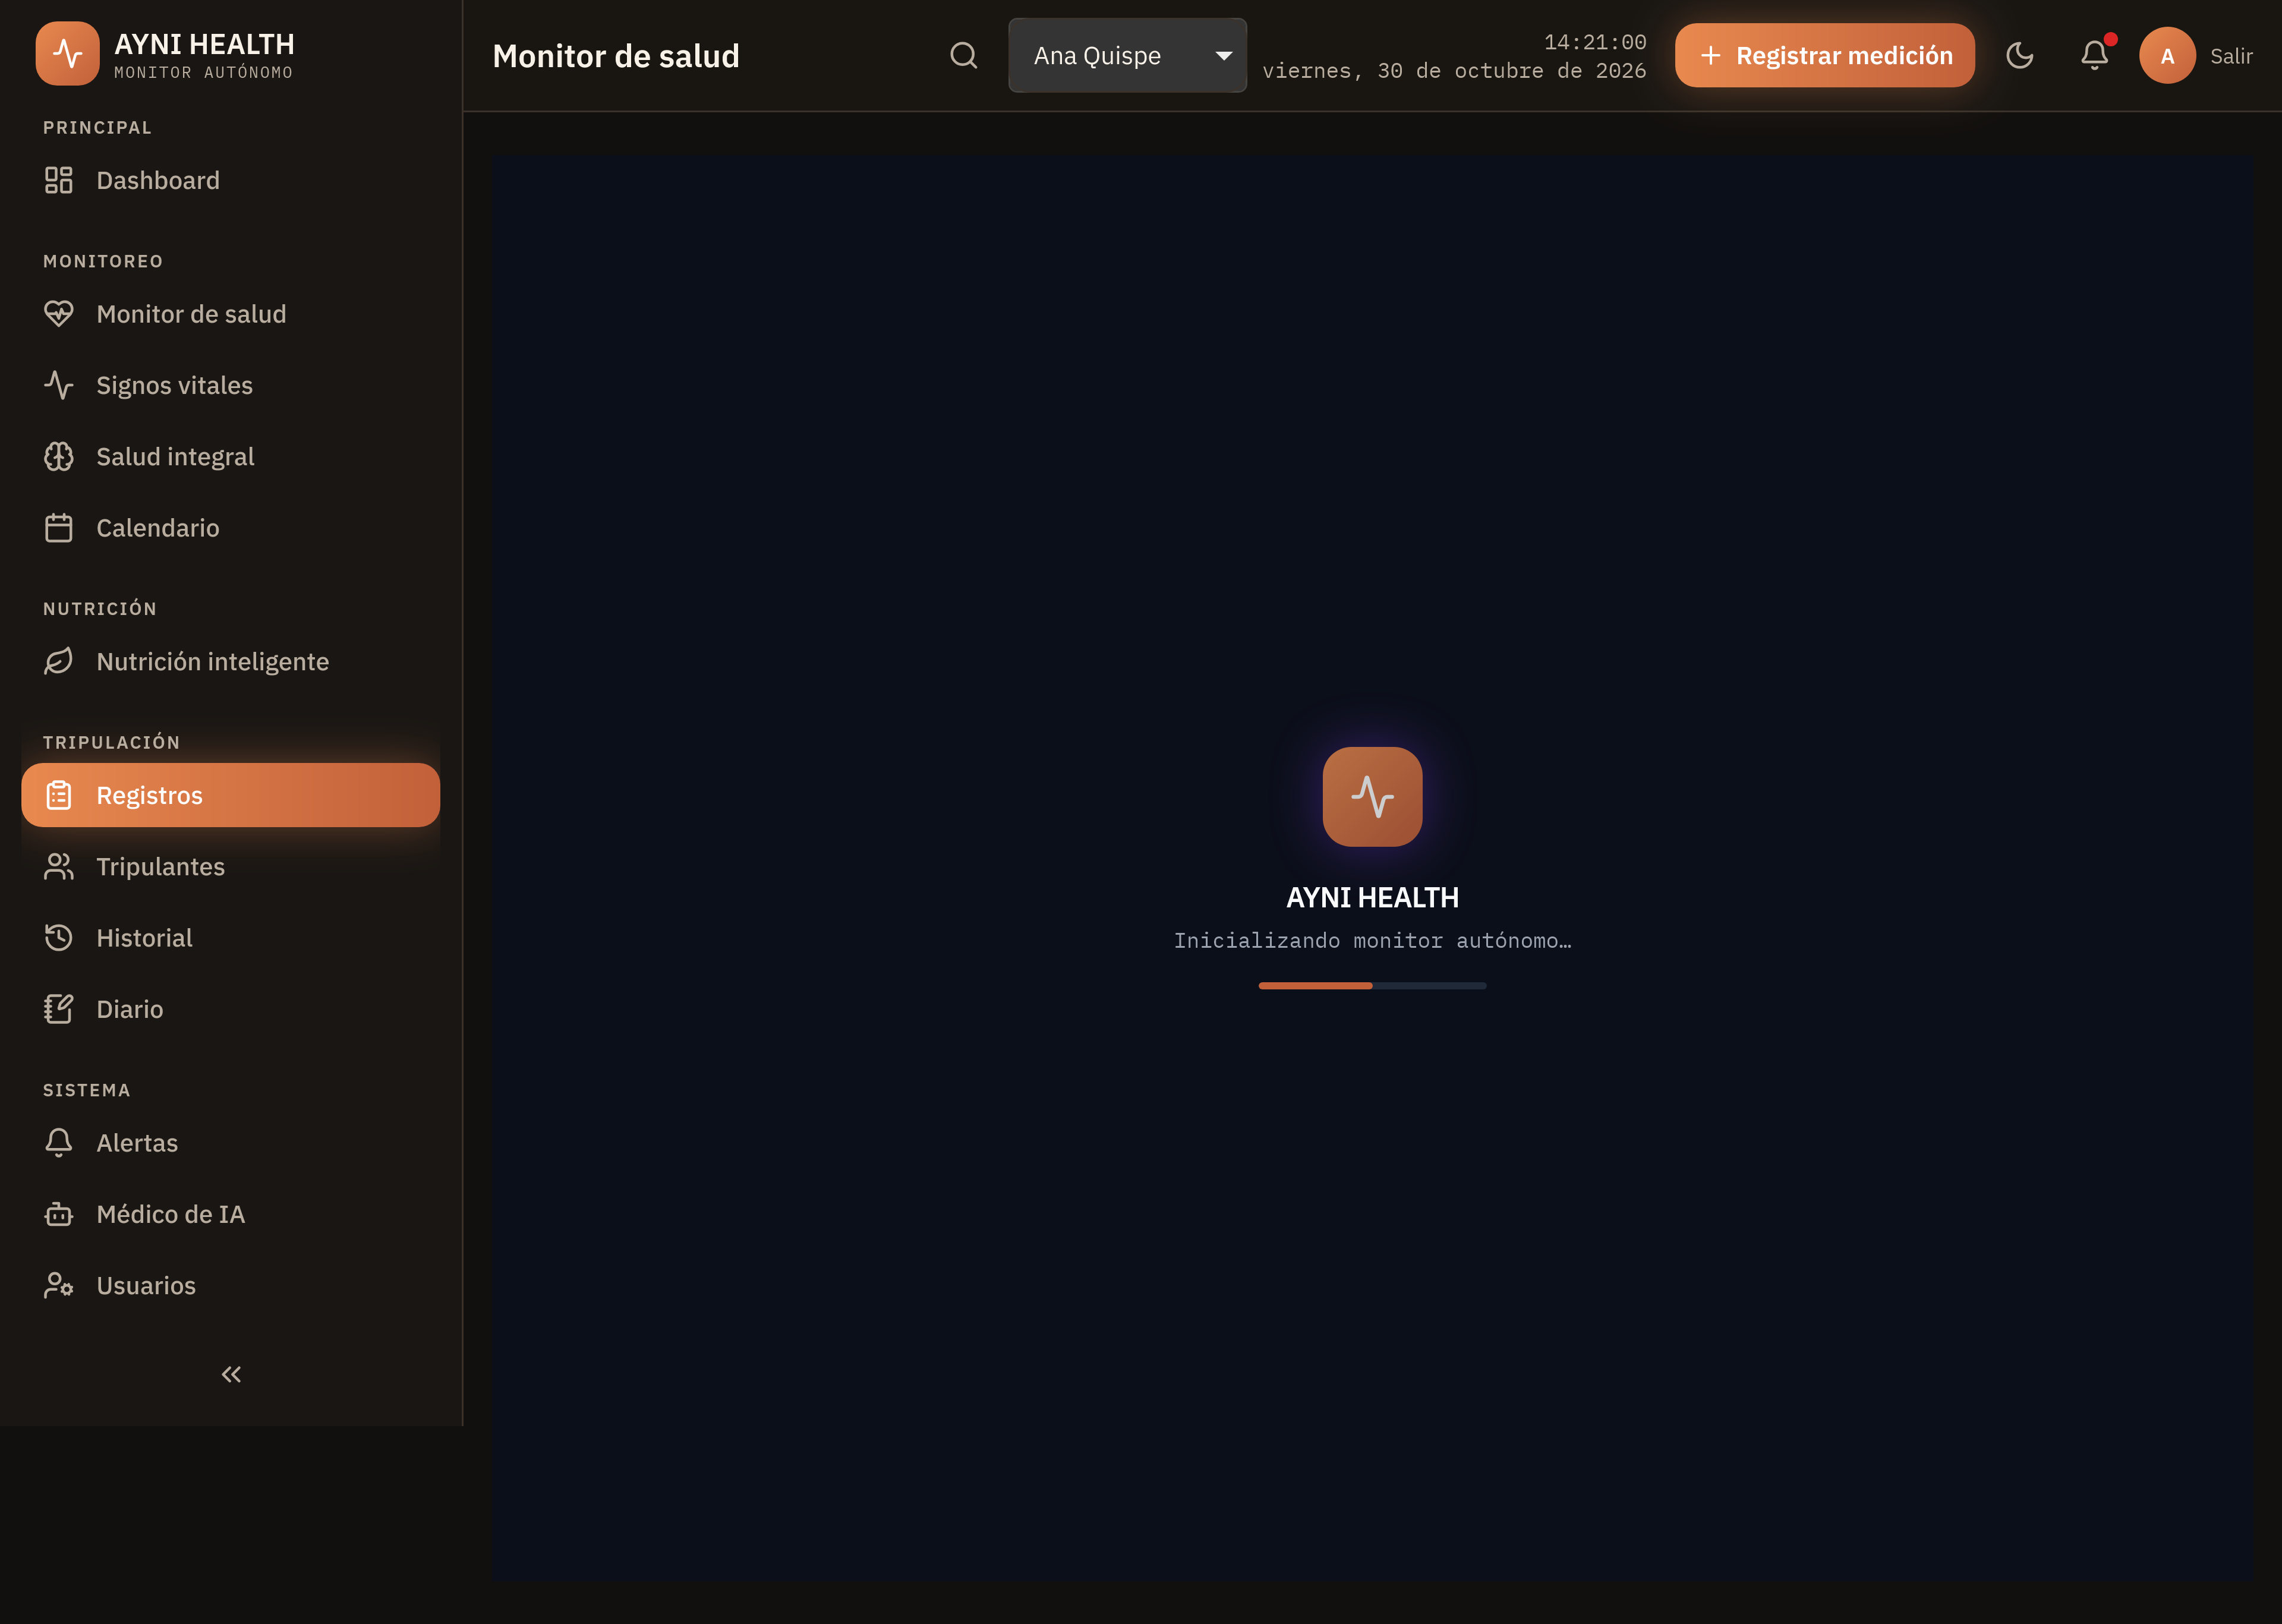 AYNI HEALTH
MONITOR AUTÓNOMO
PRINCIPAL
Dashboard
MONITOREO
Monitor de salud
Signos vitales
Salud integral
Calendario
NUTRICIÓN
Nutrición inteligente
TRIPULACIÓN
Registros
Tripulantes
Historial
Diario
SISTEMA
Alertas
Médico de IA
Usuarios
Monitor de salud
Ana Quispe
14:21:00
viernes, 30 de octubre de 2026
Registrar medición
A
Salir
AYNI HEALTH
Inicializando monitor autónomo…